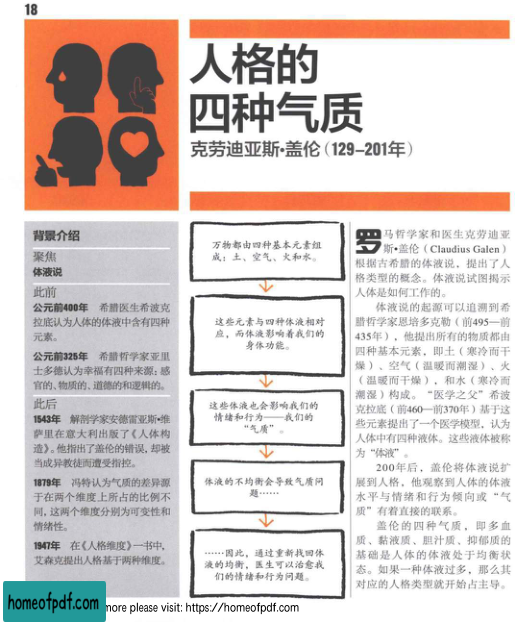 18
人格的
四种气质
克劳迪亚斯•盖伦（129–201年）
背景介绍
聚焦
体液说
此前
公元前400年 希腊医生希波克
拉底认为人体的体液中含有四种
元素。
公元前325年 希腊哲学家亚里
士多德认为幸福有四种来源：感
官的、物质的、道德的和逻辑的。
此后
1543年 解剖学家安德雷亚斯•维
萨里在意大利出版了《人体构
造》。他指出了盖伦的错误，却被
当成异教徒而遭受指控。
1879年 冯特认为气质的差异源
于在两个维度上所占的比例不
同，这两个维度分别为可变性和
情绪性。
1947年 在《人格维度》一书中，
艾森克提出人格基于两种维度。
万物都由四种基本元素组
成：土、空气、火和水。
这些元素与四种体液相对
应，而体液影响着我们的
身体功能。
这些体液也会影响我们的
情绪和行为——我们的
“气质”。
体液的不均衡会导致气质问
题……
……因此，通过重新找回体
液的均衡，医生可以治愈我
们的情绪和行为问题。
罗马哲学家和医生克劳迪亚
斯•盖伦（Claudius Galen）
根据古希腊的体液说，提出了人
格类型的概念。体液说试图揭示
人体是如何工作的。
体液说的起源可以追溯到希
腊哲学家恩培多克勒（前495—前
435年），他提出所有的物质都由
四种基本元素，即土（寒冷而干
燥）、空气（温暖而潮湿）、火
（温暖而干燥），和水（寒冷而
潮湿）构成。“医学之父”希波
克拉底（前460—前370年）基于这
些元素提出了一个医学模型，认为
人体中有四种液体。这些液体被称
为“体液”。
200年后，盖伦将体液说扩
展到人格，他观察到人体的体液
水平与情绪和行为倾向或“气
质”有着直接的联系。
盖伦的四种气质，即多血
质、黏液质、胆汁质、抑郁质的
基础是人体的体液处于均衡状
态。如果一种体液过多，那么其
对应的人格类型就开始占主导。
homeofpdf.com
more please visit: https://homeofpdf.com